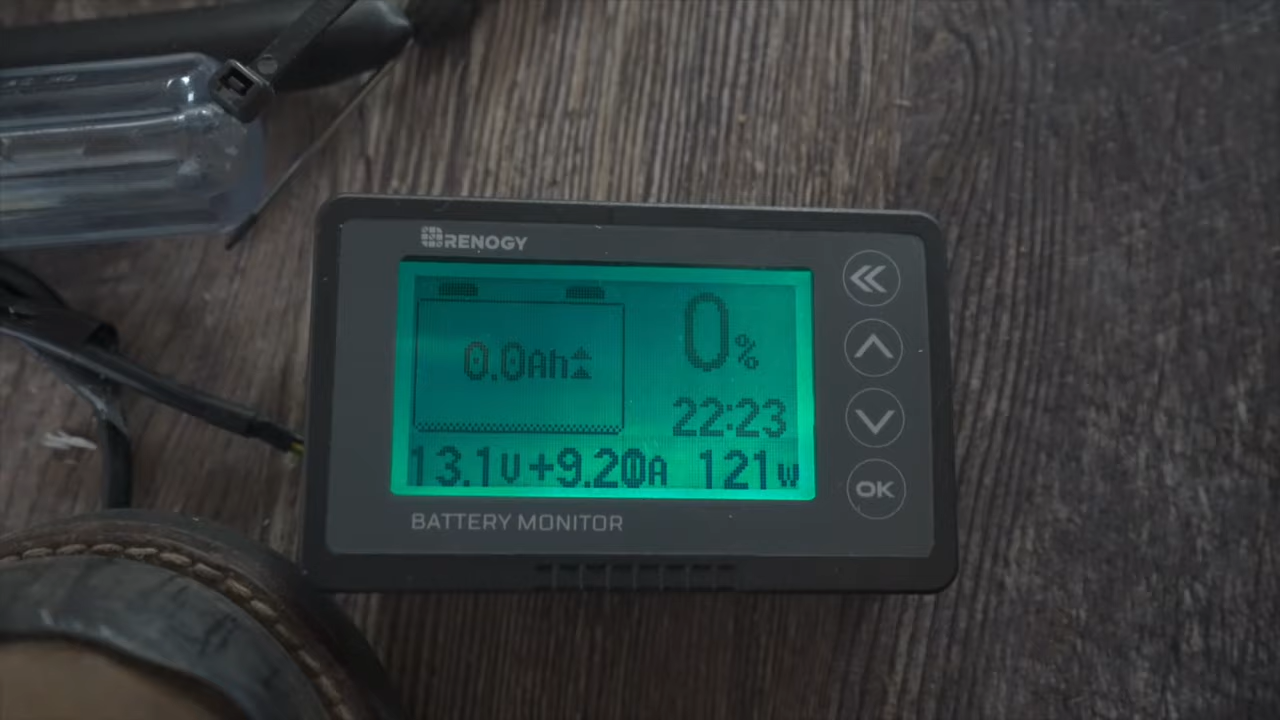 RENOGY
0.0Ah
0%
22:23
13.1V +9.20A 121W
OK
BATTERY MONITOR